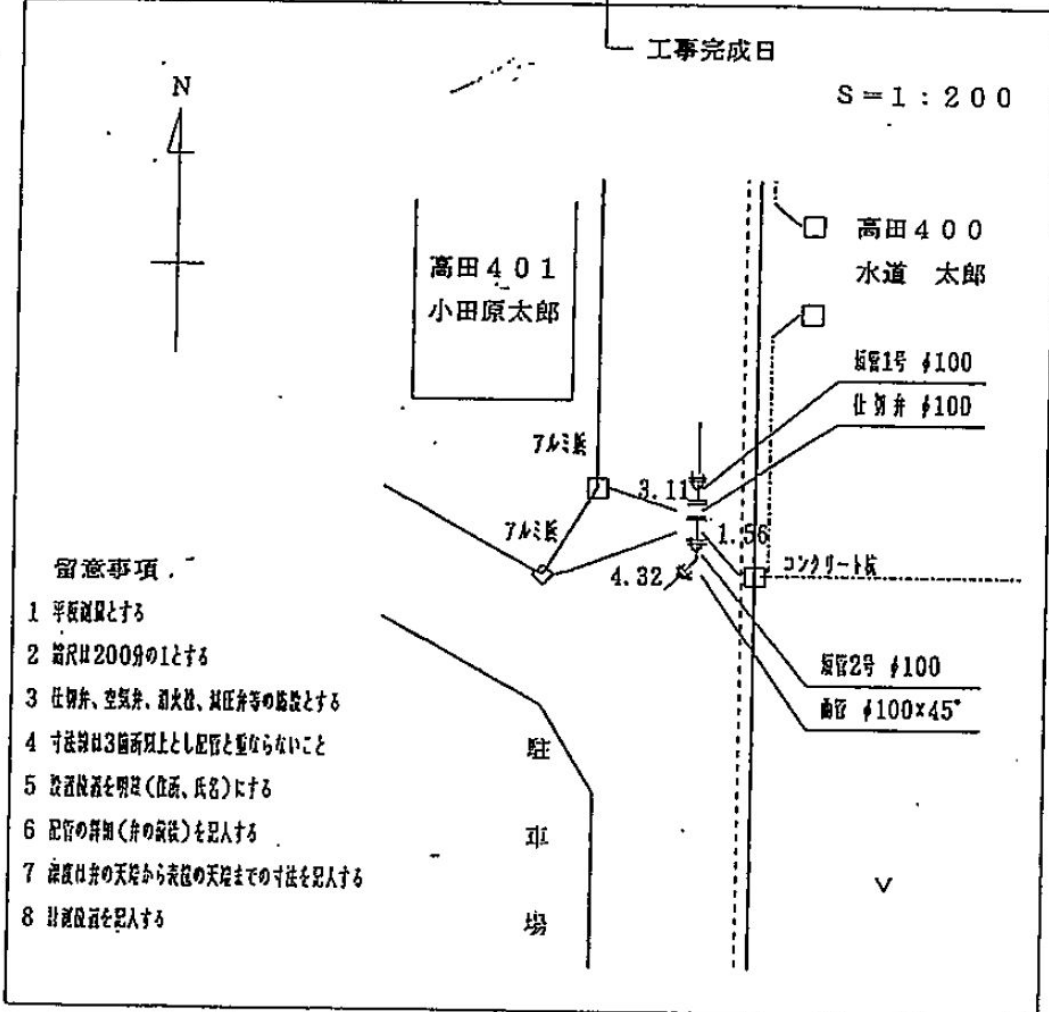 工事完成日
S=1:200
N
高田401
小田原太郎
高田400
水道 太郎
短管1号 φ100
仕切弁 φ100
アルミ鋲
3.11
アルミ鋲
1.56
4.32
コンクリート杭
短管2号 φ100
曲管 φ100×45°
留意事項
1 平板測量とする
2 縮尺は200分の1とする
3 仕切弁、空気弁、消火栓、減圧弁等の施設とする
4 寸法線は3箇所以上とし配管と重ならないこと
5 設置位置を明確(住所、氏名)にする
6 配管の詳細(弁の前後)を記入する
7 深度は弁の天端から表筺の天端までの寸法を記入する
8 計測位置を記入する
駐
車
場